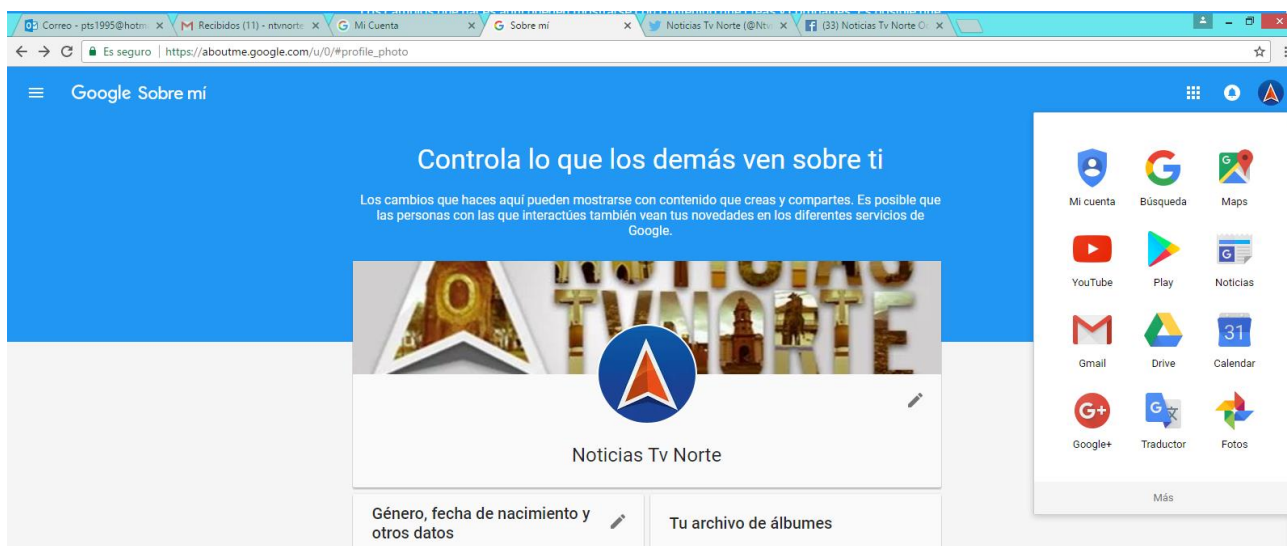 Correo - pts1995@hotm
Recibidos (11) - ntvnorte
Mi Cuenta
Sobre mí
Noticias Tv Norte (@Ntv
(33) Noticias Tv Norte O
Es seguro
https://aboutme.google.com/u/0/#profile_photo
Google Sobre mí
Controla lo que los demás ven sobre ti
Los cambios que haces aquí pueden mostrarse con contenido que creas y compartes. Es posible que
las personas con las que interactúes también vean tus novedades en los diferentes servicios de
Google.
NOTICIAS
TVNORTE
Noticias Tv Norte
Género, fecha de nacimiento y
otros datos
Tu archivo de álbumes
Mi cuenta
Búsqueda
Maps
YouTube
Play
Noticias
31
Gmail
Drive
Calendar
G+
Google+
Traductor
Fotos
Más